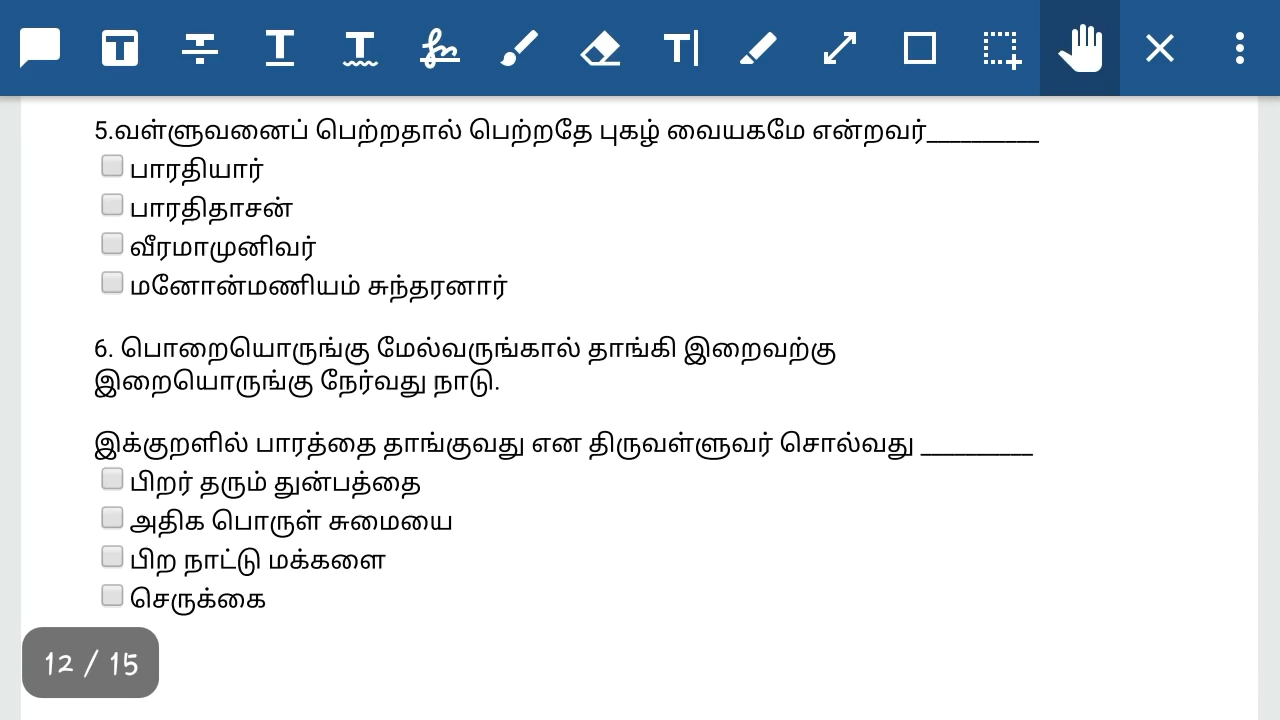 5.வள்ளுவனைப் பெற்றதால் பெற்றதே புகழ் வையகமே என்றவர்__________
பாரதியார்
பாரதிதாசன்
வீரமாமுனிவர்
மனோன்மணியம் சுந்தரனார்
6. பொறையொருங்கு மேல்வருங்கால் தாங்கி இறைவற்கு
இறையொருங்கு நேர்வது நாடு.
இக்குறளில் பாரத்தை தாங்குவது என திருவள்ளுவர் சொல்வது __________
பிறர் தரும் துன்பத்தை
அதிக பொருள் சுமையை
பிற நாட்டு மக்களை
செருக்கை
12 / 15